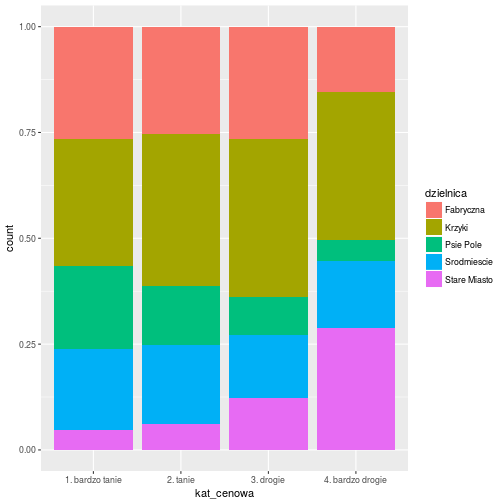 1.00
0.75
0.50
0.25
0.00
count
1. bardzo tanie
2. tanie
3. drogie
4. bardzo drogie
kat_cenowa
dzielnica
Fabryczna
Krzyki
Psie Pole
Srodmiescie
Stare Miasto